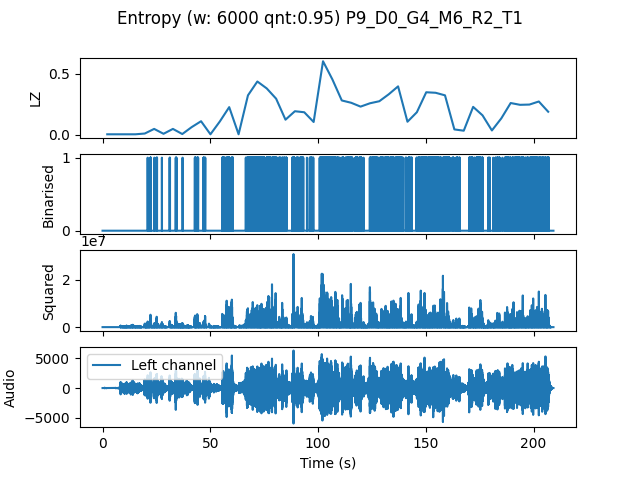 Entropy (w: 6000 qnt:0.95) P9_D0_G4_M6_R2_T1
0.5
0.0
LZ
1
0
Binarised
1e7
2
0
Squared
5000
0
−5000
Audio
Left channel
0 50 100 150 200
Time (s)